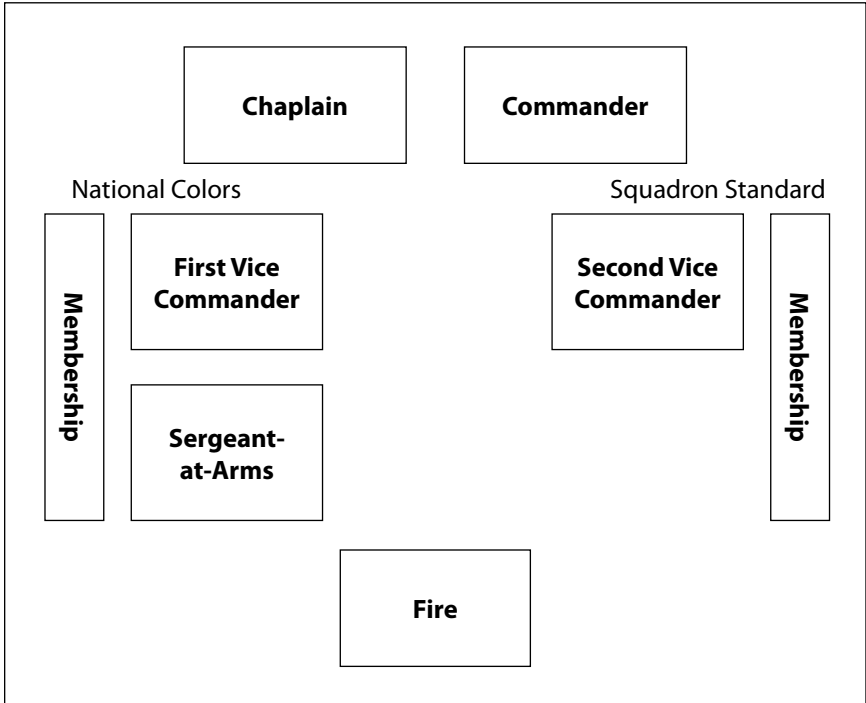 Chaplain
Commander
National Colors
Squadron Standard
Membership
First Vice
Commander
Second Vice
Commander
Membership
Sergeant-
at-Arms
Fire